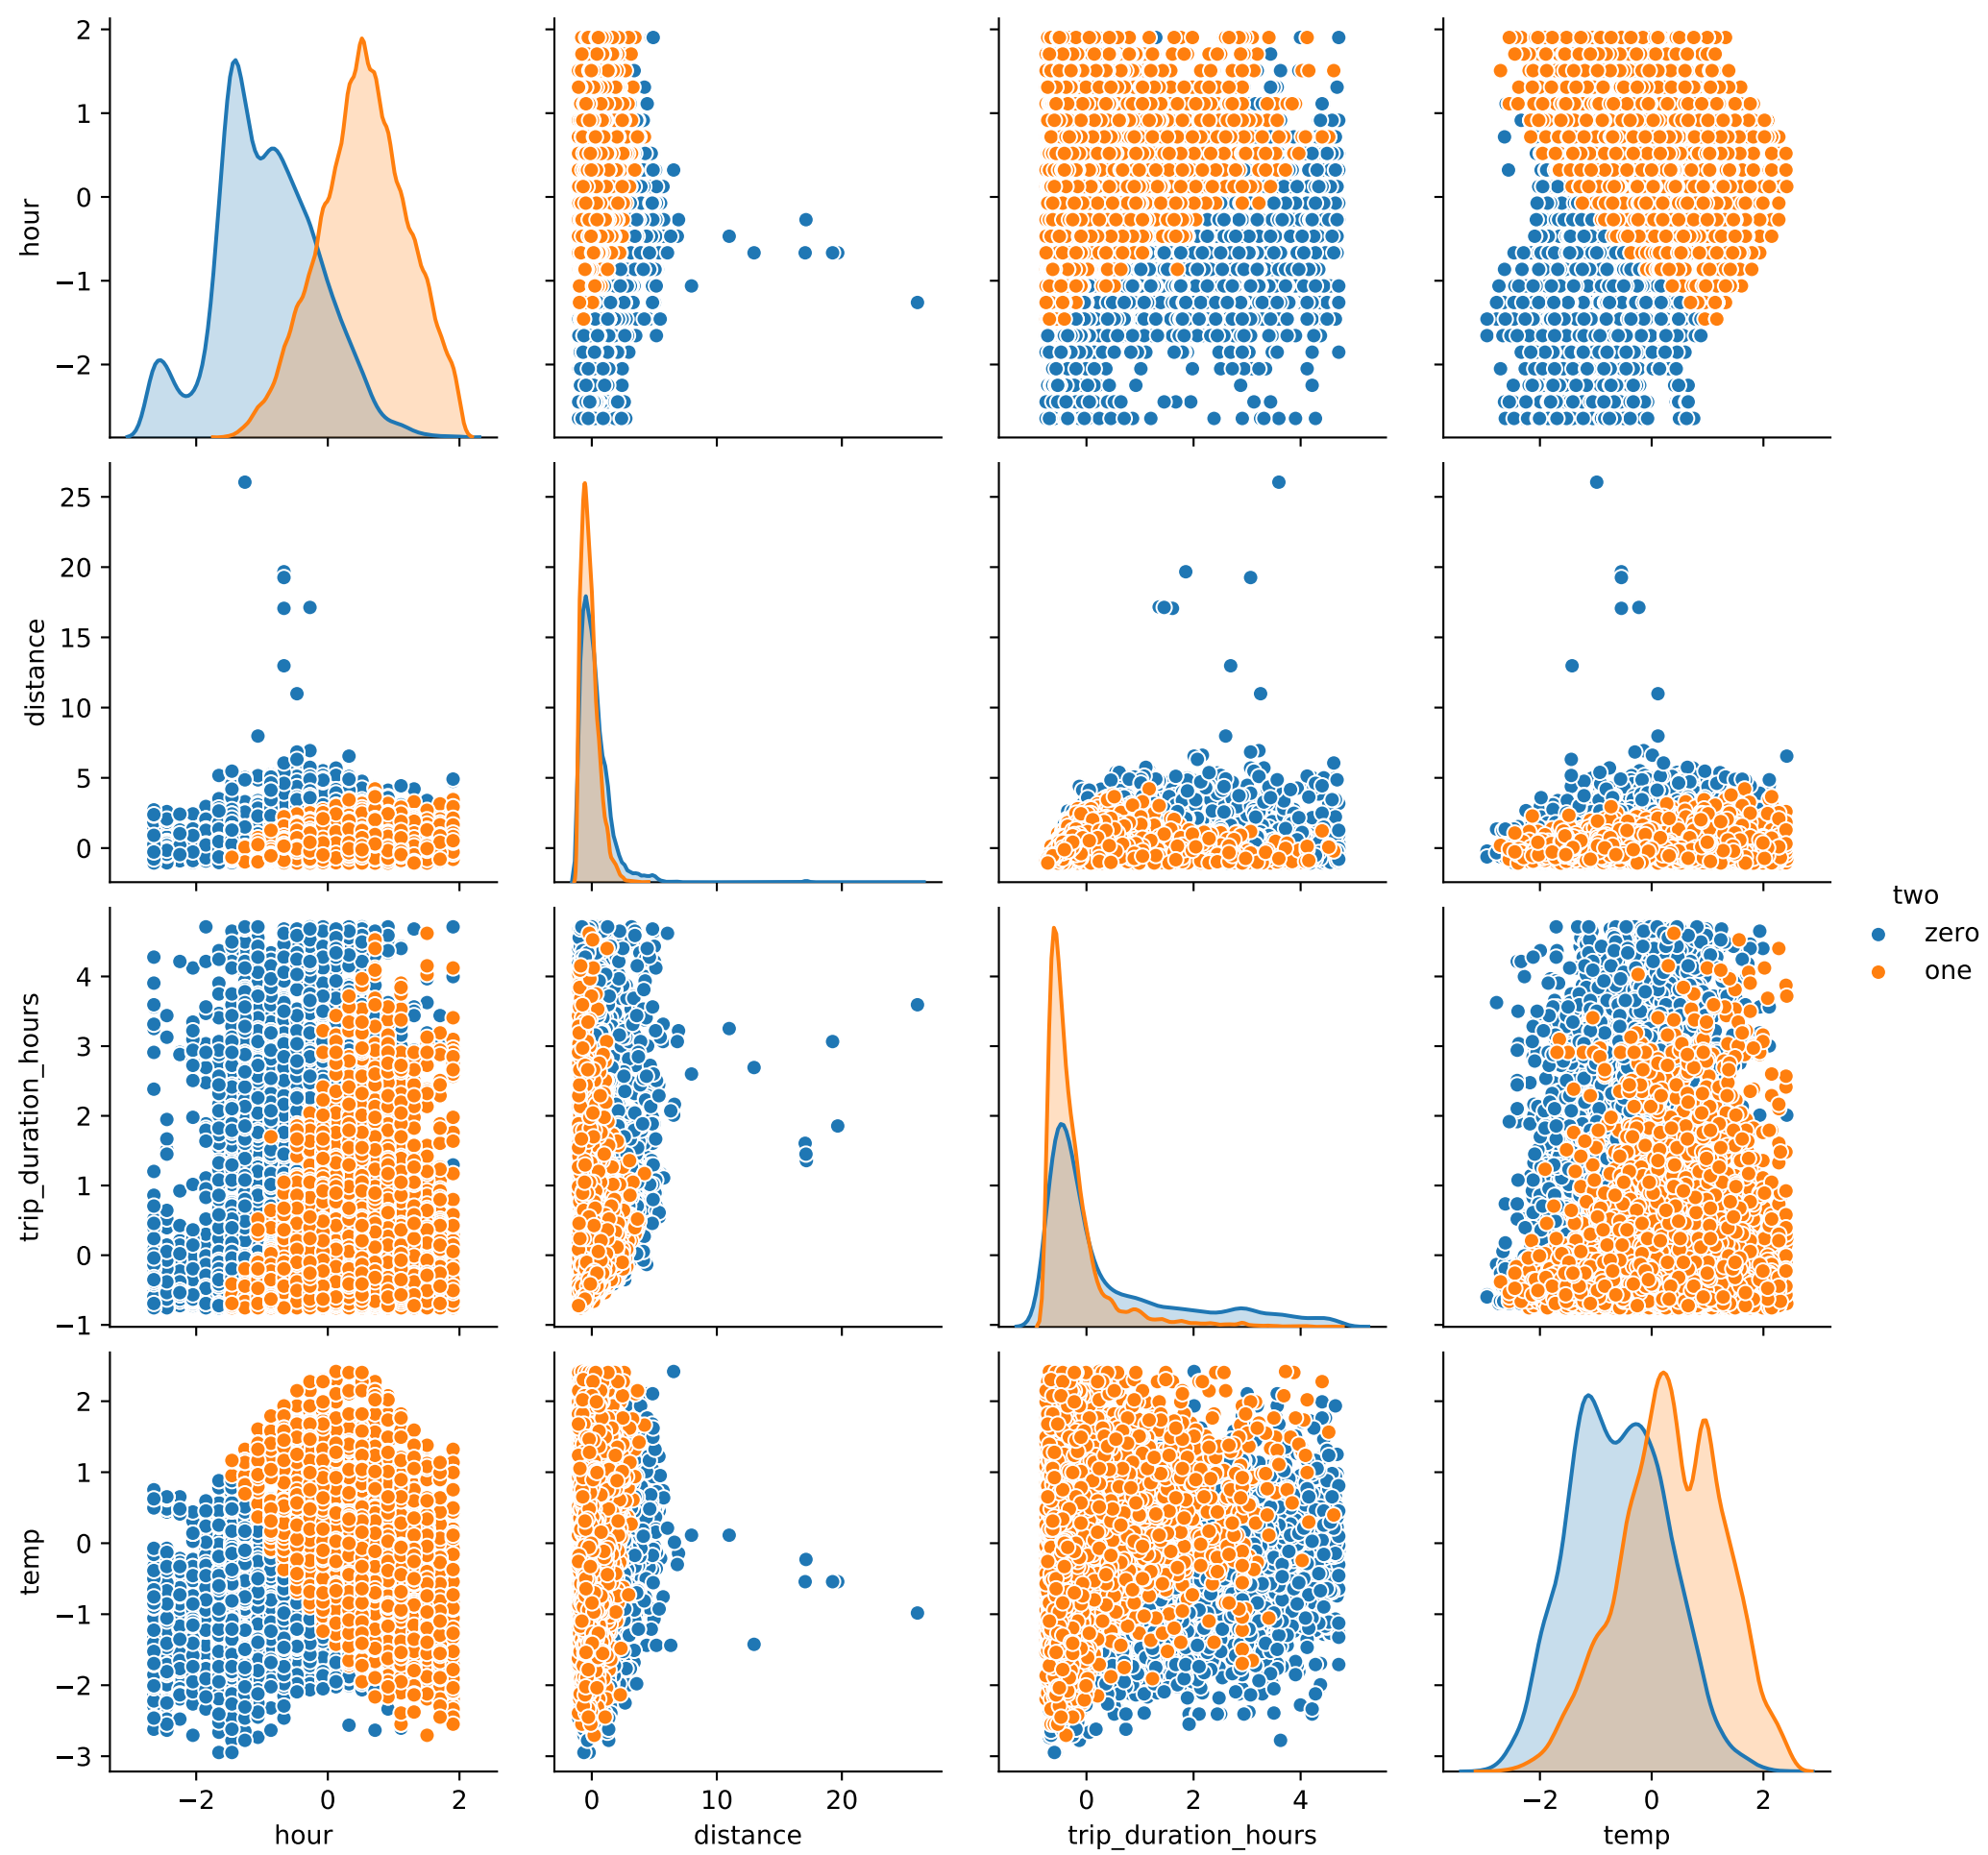 2
1
0
−1
−2
hour
25
20
15
10
5
0
distance
two
zero
one
4
3
2
1
0
−1
trip_duration_hours
2
1
0
−1
−2
−3
temp
−2 0 2
0 10 20
0 2 4
−2 0 2
hour
distance
trip_duration_hours
temp